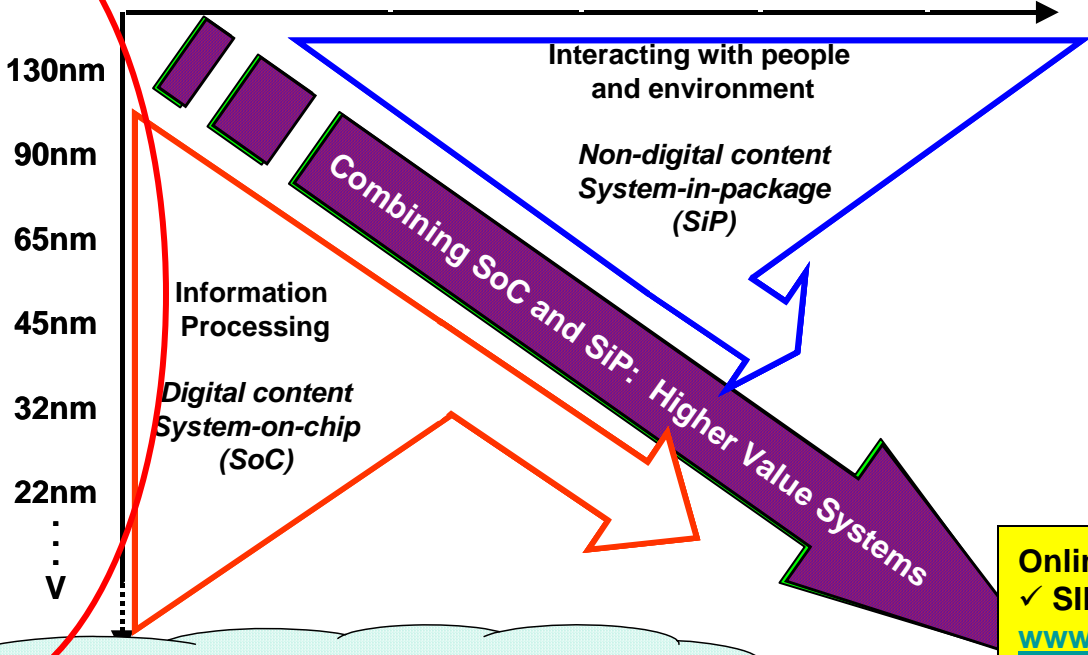 130nm
90nm
65nm
45nm
32nm
22nm
.
.
.
V
Interacting with people
and environment
Non-digital content
System-in-package
(SiP)
Combining SoC and SiP: Higher Value Systems
Information
Processing
Digital content
System-on-chip
(SoC)
✓
www